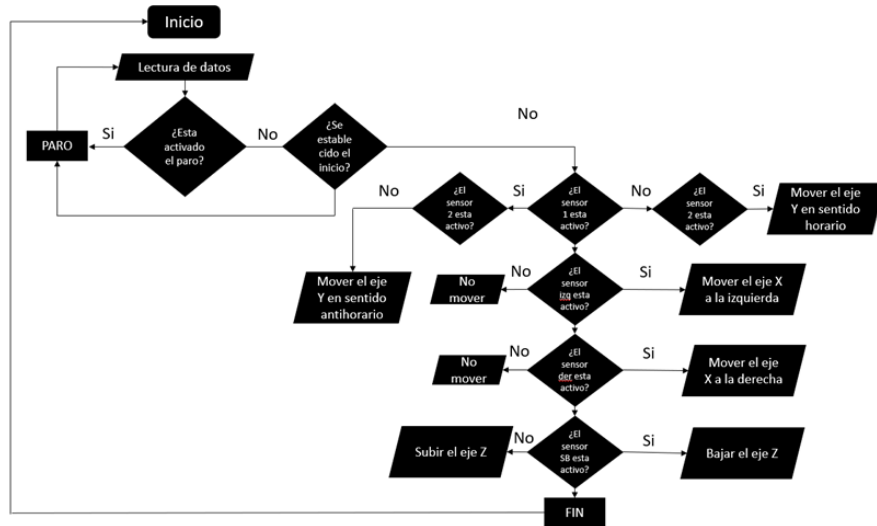 Inicio
Lectura de datos
PARO
Si
¿Esta
activado
el paro?
No
¿Se
estable
cido el
inicio?
No
No
¿El
sensor
2 esta
activo?
Si
¿El
sensor
1 esta
activo?
No
¿El
sensor
2 esta
activo?
Si
Mover el eje
Y en sentido
horario
Mover el eje
Y en sentido
antihorario
No
mover
No
¿El
sensor
izq esta
activo?
Si
Mover el eje X
a la izquierda
No
mover
No
¿El
sensor
der esta
activo?
Si
Mover el eje
X a la derecha
Subir el eje Z
No
¿El
sensor
SB esta
activo?
Si
Bajar el eje Z
FIN